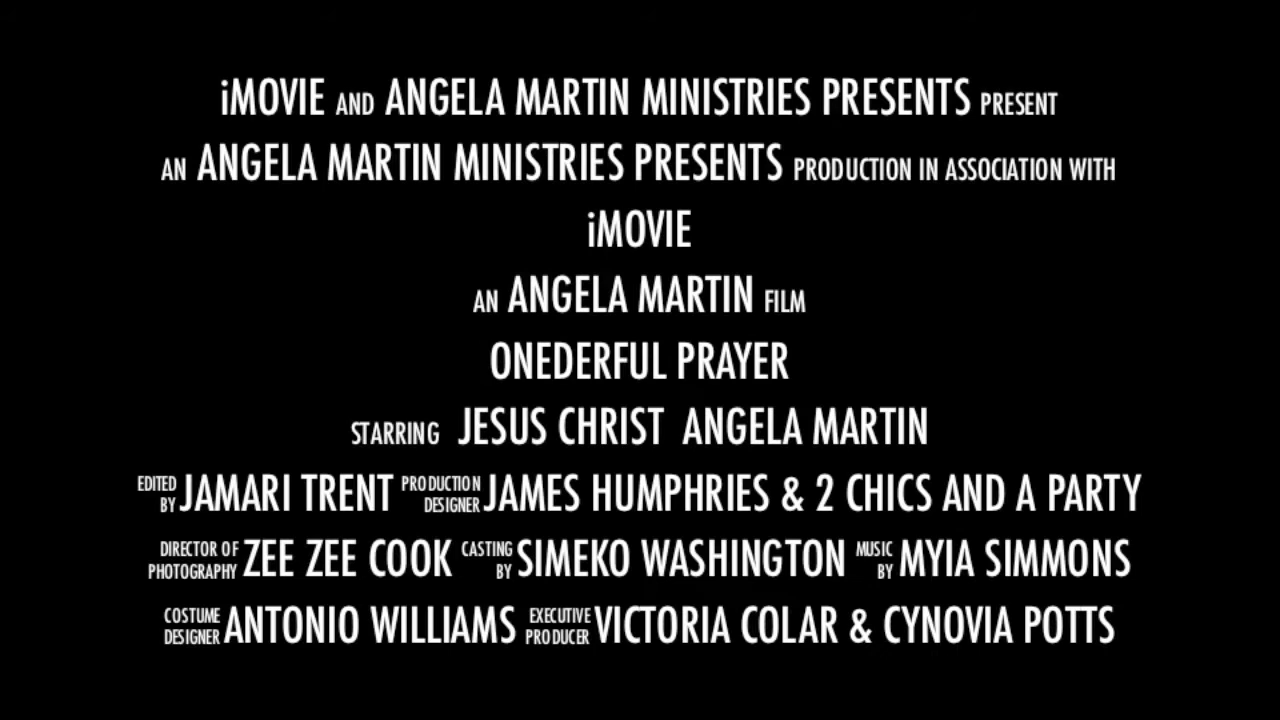 iMOVIE AND ANGELA MARTIN MINISTRIES PRESENTS PRESENT
AN ANGELA MARTIN MINISTRIES PRESENTS PRODUCTION IN ASSOCIATION WITH
iMOVIE
AN ANGELA MARTIN FILM
ONEDERFUL PRAYER
STARRING JESUS CHRIST ANGELA MARTIN
EDITED BY JAMARI TRENT PRODUCTION DESIGNER JAMES HUMPHRIES & 2 CHICS AND A PARTY
DIRECTOR OF PHOTOGRAPHY ZEE ZEE COOK CASTING BY SIMEKO WASHINGTON MUSIC BY MYIA SIMMONS
COSTUME DESIGNER ANTONIO WILLIAMS EXECUTIVE PRODUCER VICTORIA COLAR & CYNOVIA POTTS